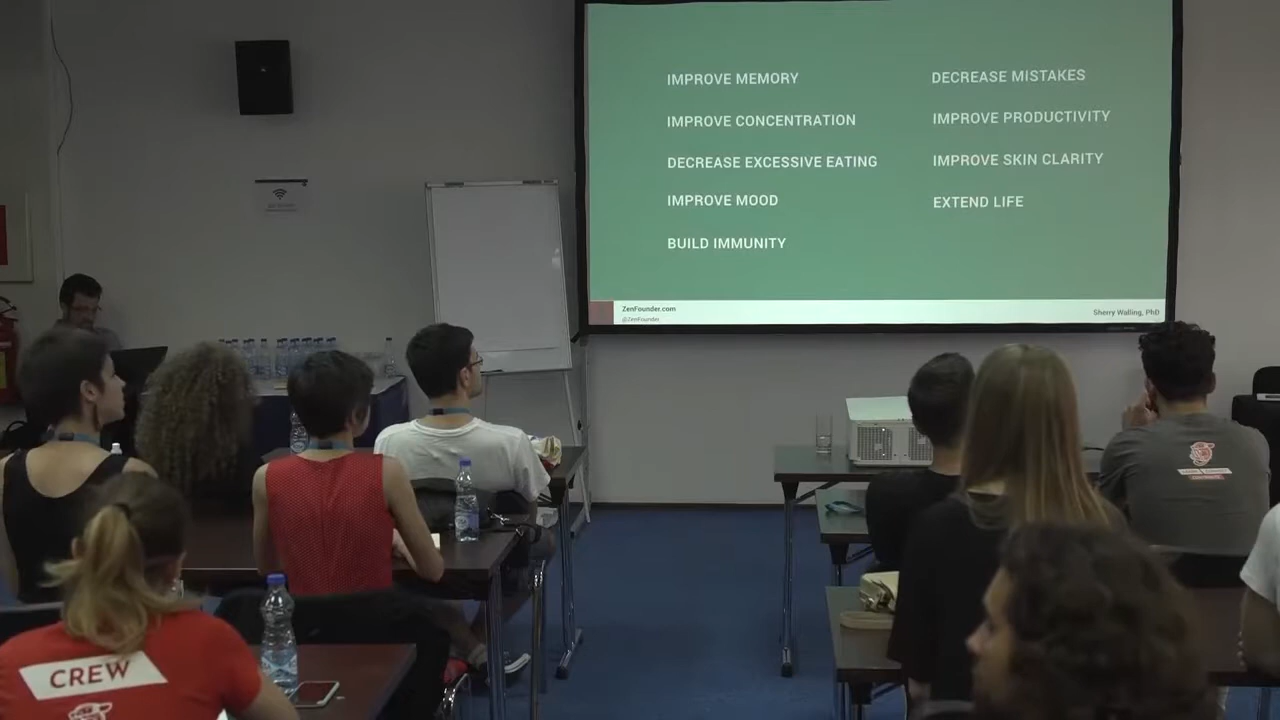 IMPROVE MEMORY
IMPROVE CONCENTRATION
DECREASE EXCESSIVE EATING
IMPROVE MOOD
BUILD IMMUNITY
DECREASE MISTAKES
IMPROVE PRODUCTIVITY
IMPROVE SKIN CLARITY
EXTEND LIFE
ZenFounder.com
@ZenFounder
Sherry Walling, PhD
CREW